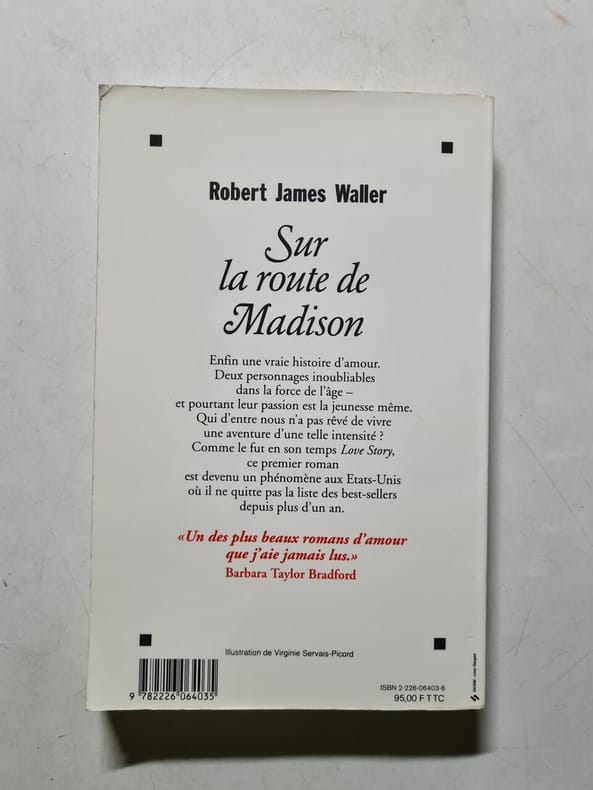 Robert James Waller
Sur
la route de
Madison
Enfin une vraie histoire d'amour.
Deux personnages inoubliables
dans la force de l'âge –
et pourtant leur passion est la jeunesse même.
Qui d'entre nous n'a pas rêvé de vivre
une aventure d'une telle intensité ?
Comme le fut en son temps Love Story,
ce premier roman
est devenu un phénomène aux Etats-Unis
où il ne quitte pas la liste des best-sellers
depuis plus d'un an.
«Un des plus beaux romans d'amour
que j'aie jamais lus.»
Barbara Taylor Bradford
Illustration de Virginie Servais-Picord
9 782226 064035
ISBN 2-226-06403-6
95,00 F TTC